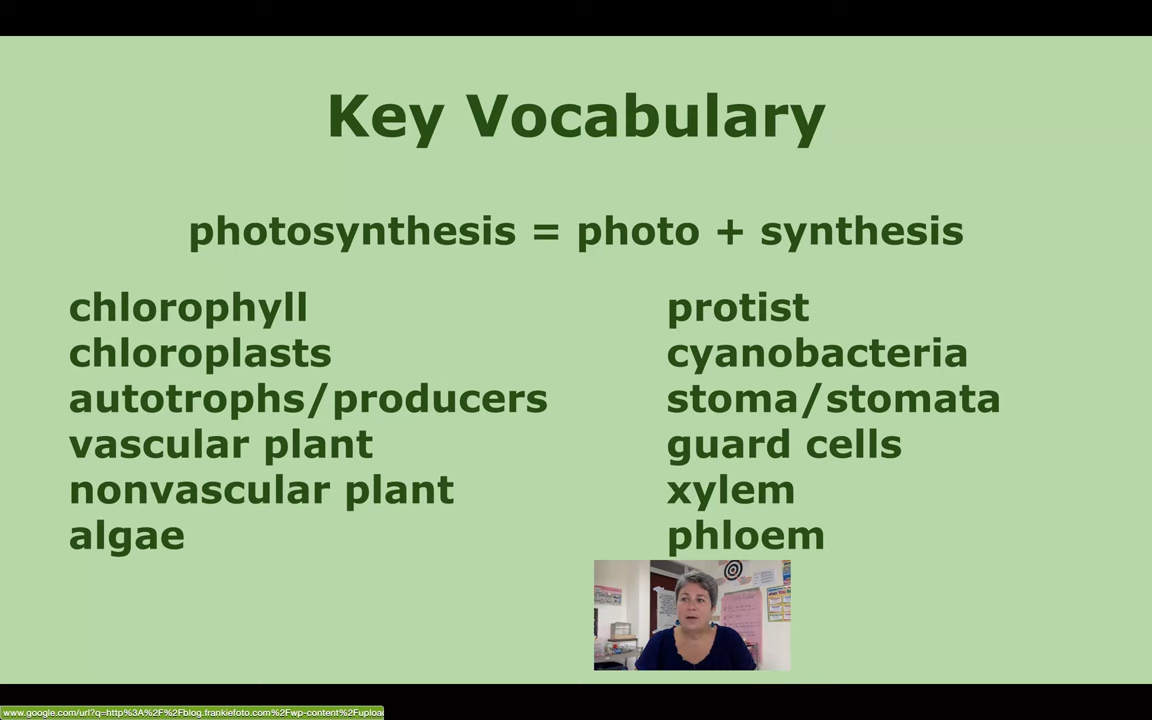 Key Vocabulary
photosynthesis = photo + synthesis
chlorophyll
chloroplasts
autotrophs/producers
vascular plant
nonvascular plant
algae
protist
cyanobacteria
stoma/stomata
guard cells
xylem
phloem
www.google.com/url?q=http%3A%2F%2Fblog.frankiefoto.com%2Fwp-content%2Fuploa